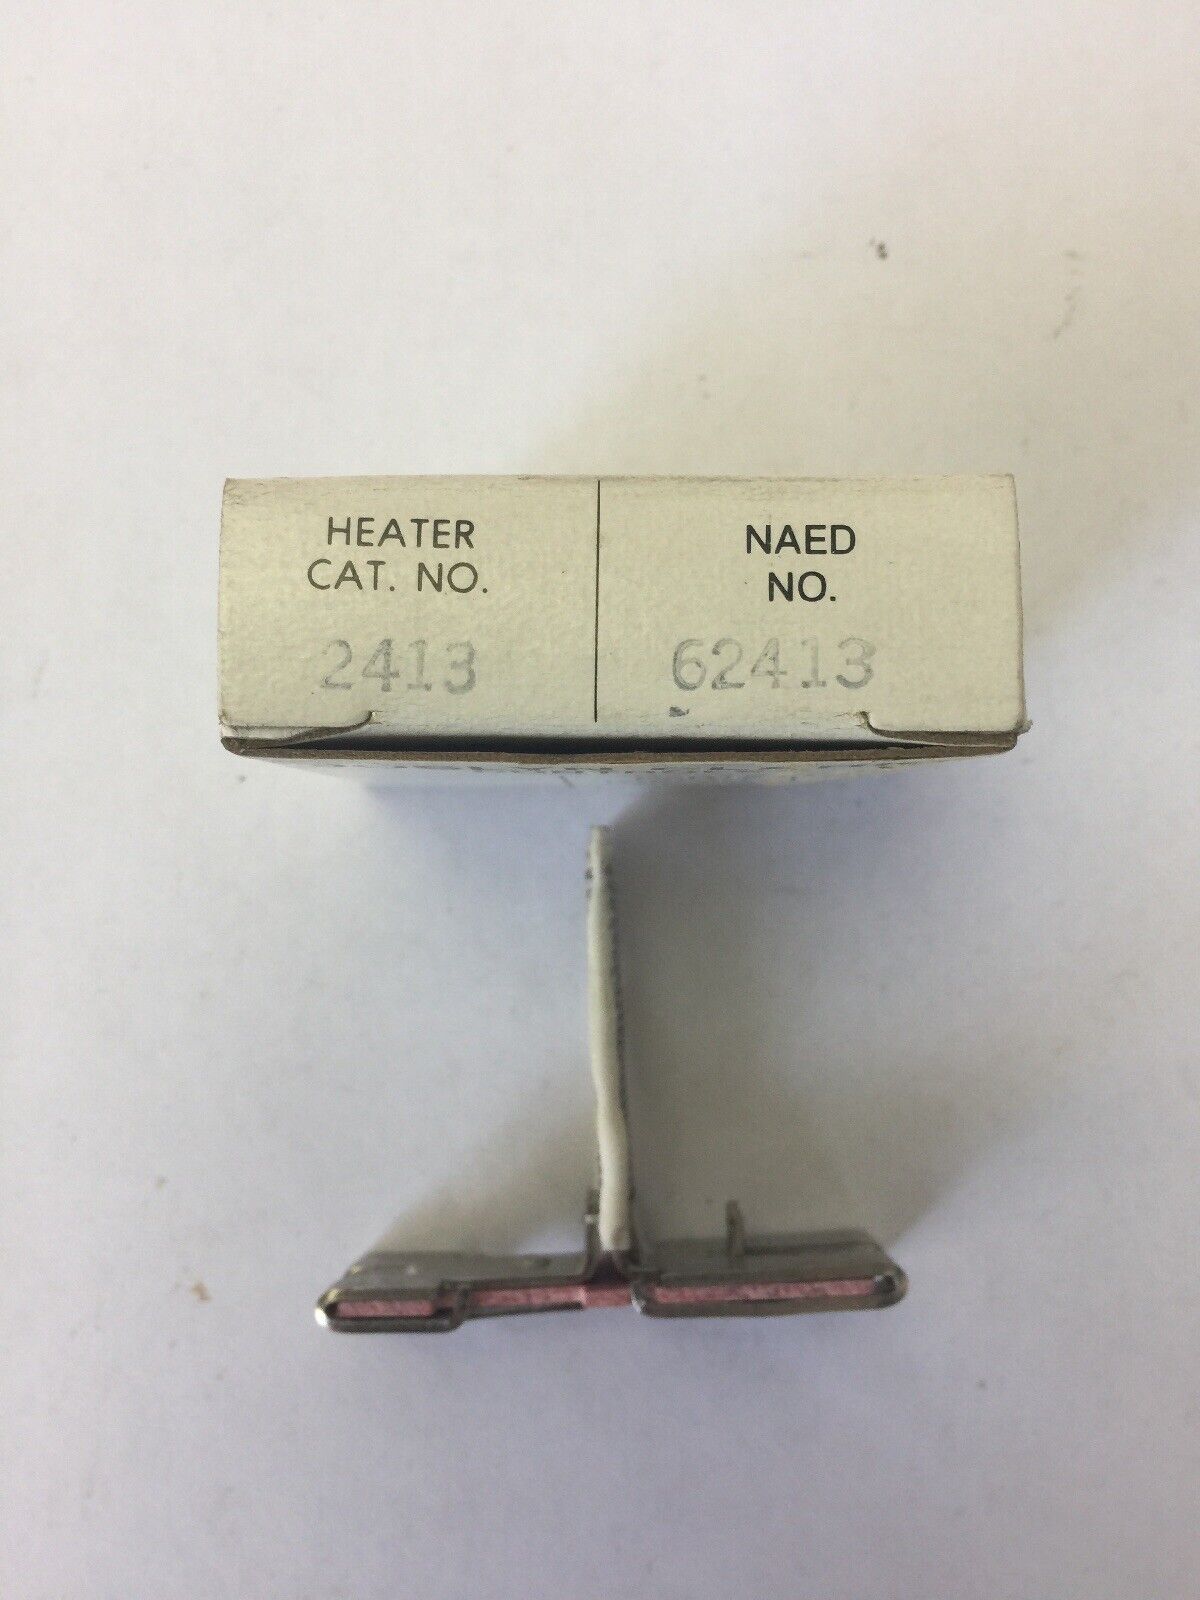 HEATER
CAT. NO.
2413
NAED
NO.
62413